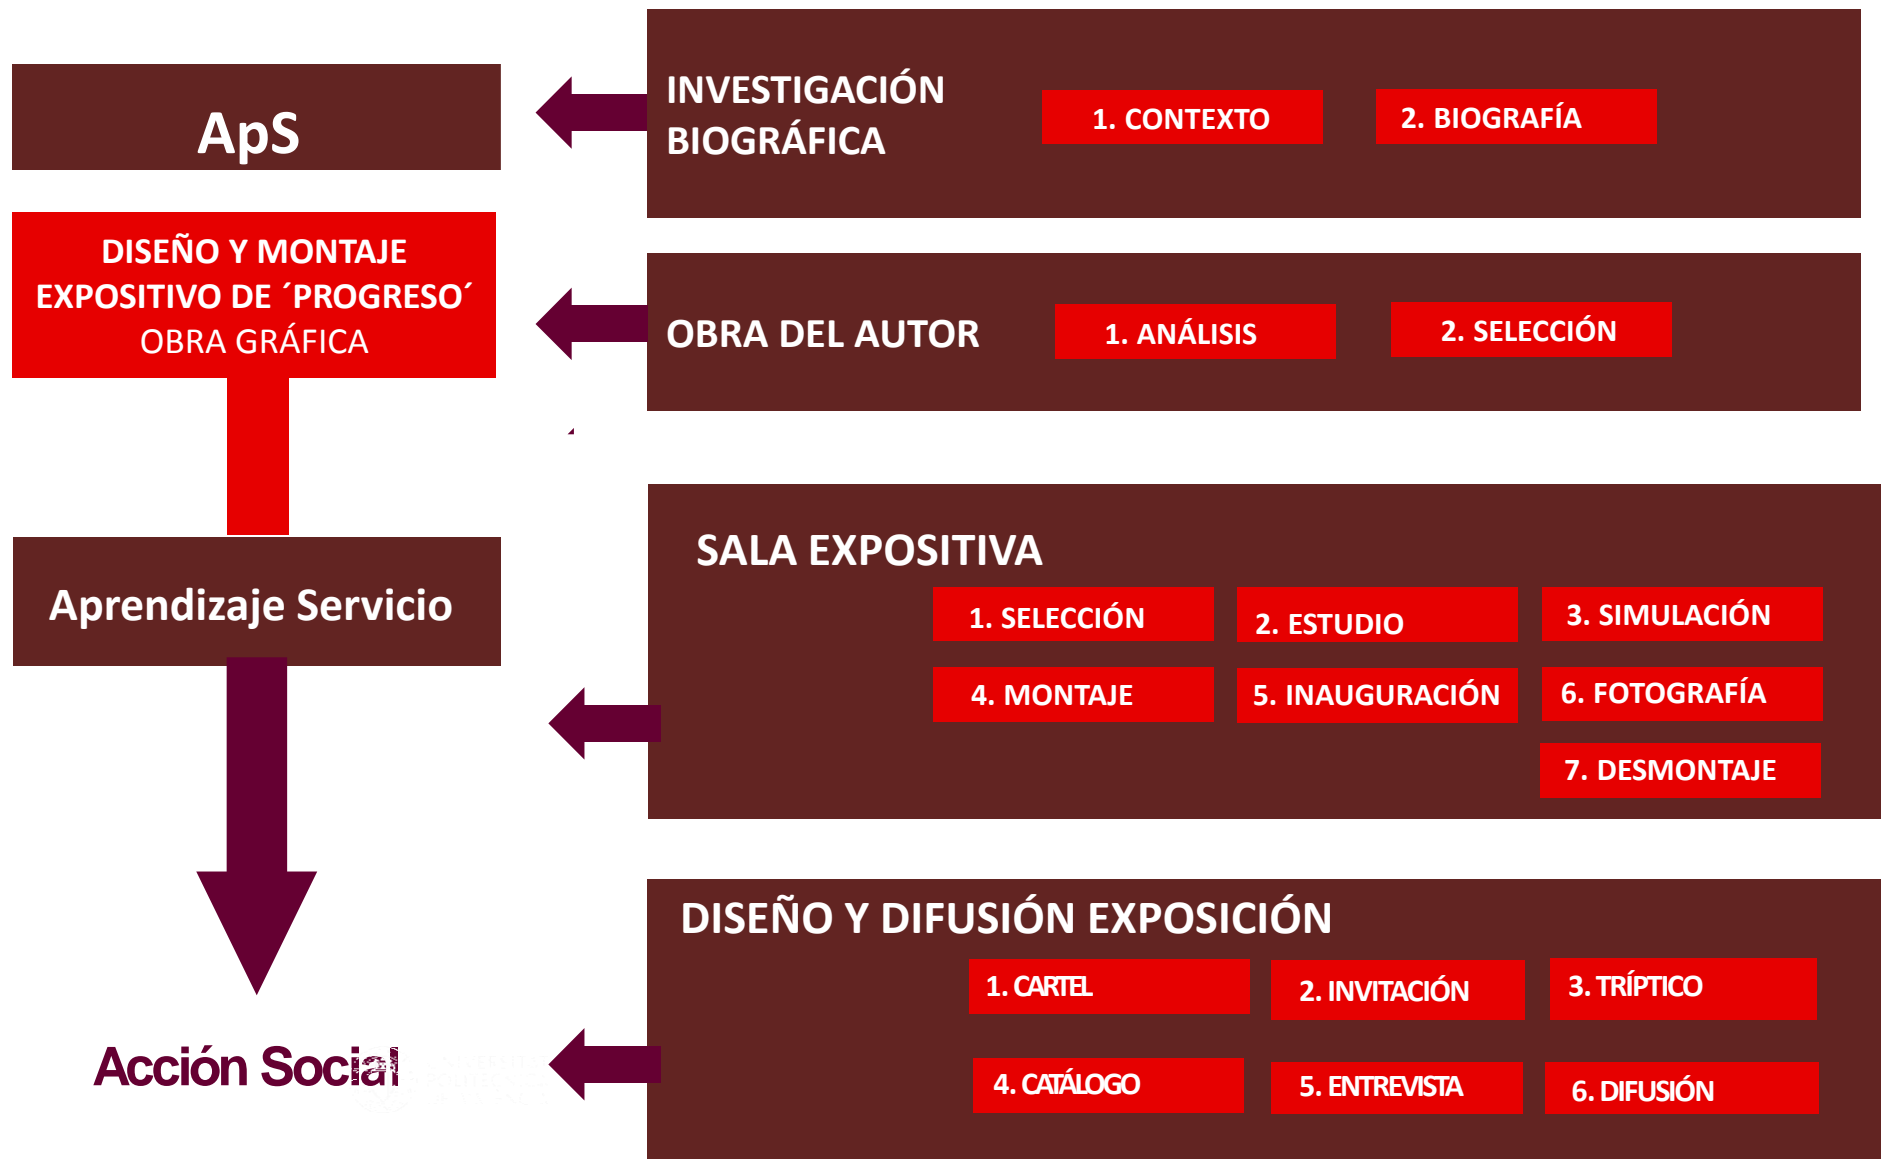 ApS
DISEÑO Y MONTAJE
EXPOSITIVO DE ´PROGRESO´
OBRA GRÁFICA
Aprendizaje Servicio
Acción Social
INVESTIGACIÓN
BIOGRÁFICA
1. CONTEXTO
2. BIOGRAFÍA
OBRA DEL AUTOR
1. ANÁLISIS
2. SELECCIÓN
SALA EXPOSITIVA
1. SELECCIÓN
2. ESTUDIO
3. SIMULACIÓN
4. MONTAJE
5. INAUGURACIÓN
6. FOTOGRAFÍA
7. DESMONTAJE
DISEÑO Y DIFUSIÓN EXPOSICIÓN
1. CARTEL
2. INVITACIÓN
3. TRÍPTICO
4. CATÁLOGO
5. ENTREVISTA
6. DIFUSIÓN